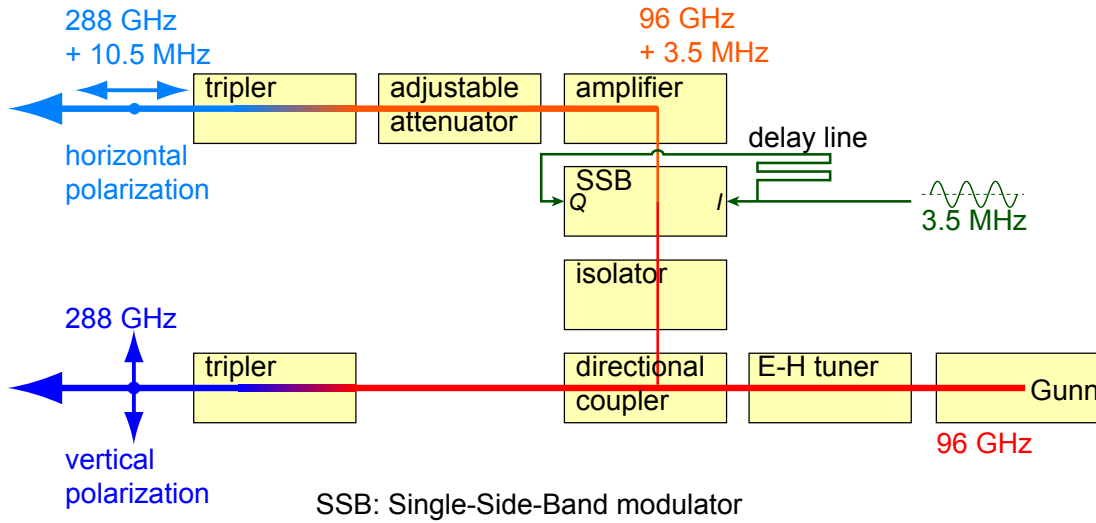 288 GHz
+ 10.5 MHz
96 GHz
+ 3.5 MHz
tripler
adjustable
attenuator
amplifier
horizontal
polarization
delay line
SSB
Q
I
3.5 MHz
isolator
288 GHz
tripler
directional
coupler
E-H tuner
Gunn
96 GHz
vertical
polarization
SSB: Single-Side-Band modulator